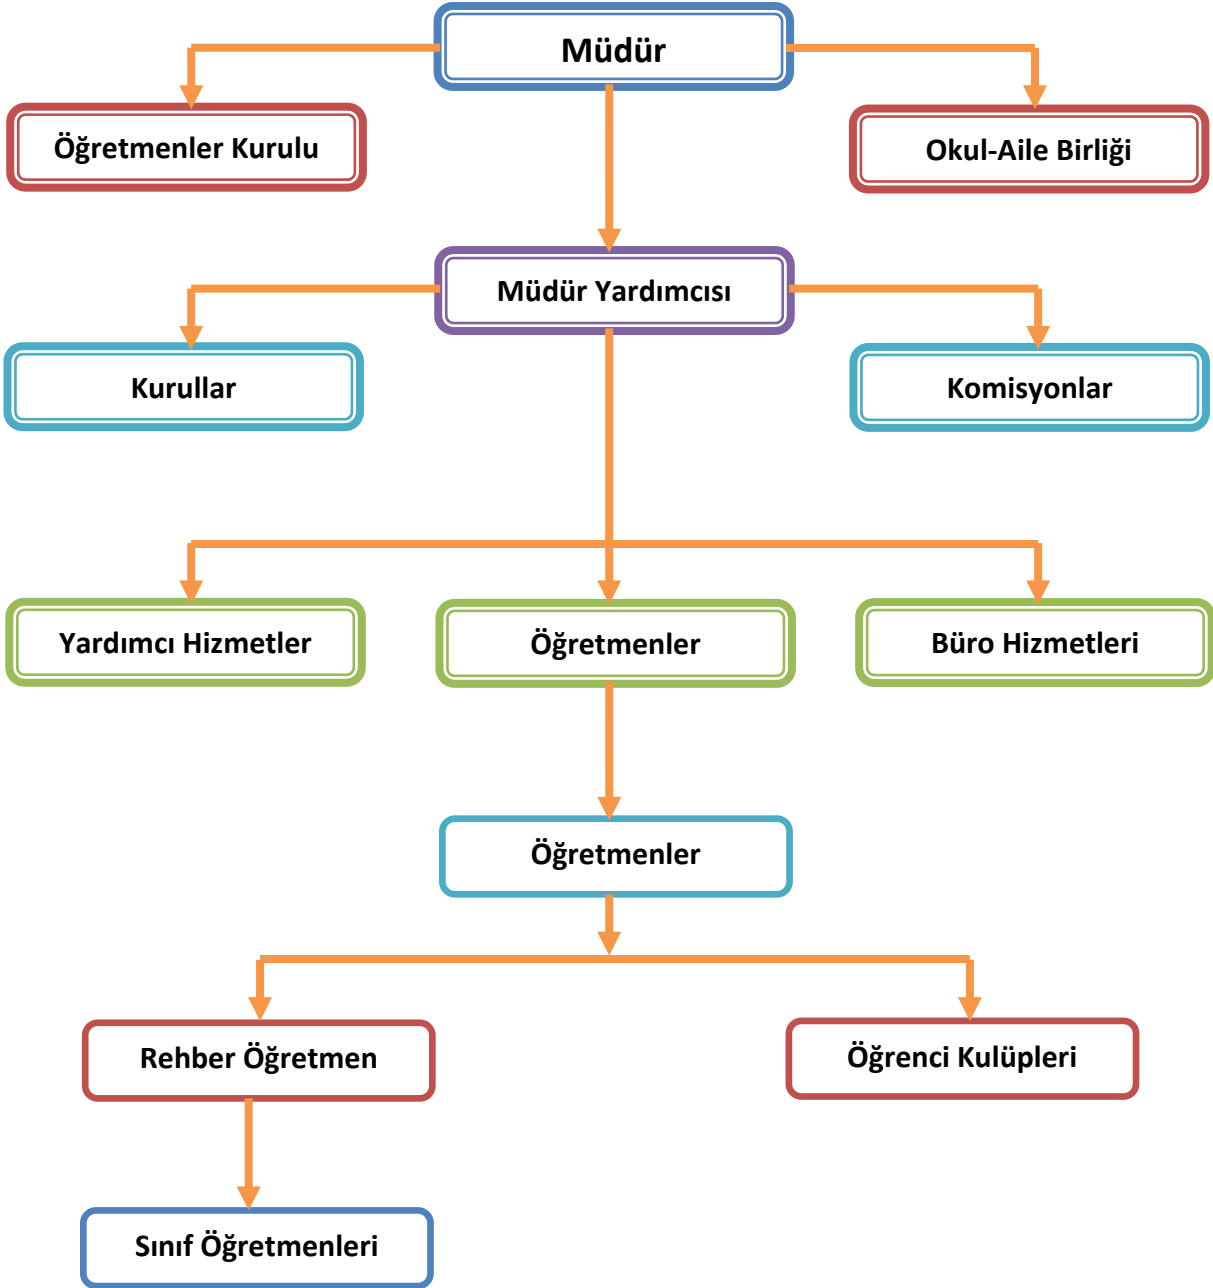 Müdür
Öğretmenler Kurulu
Okul-Aile Birliği
Müdür Yardımcısı
Kurullar
Komisyonlar
Yardımcı Hizmetler
Öğretmenler
Büro Hizmetleri
Öğretmenler
Rehber Öğretmen
Öğrenci Kulüpleri
Sınıf Öğretmenleri